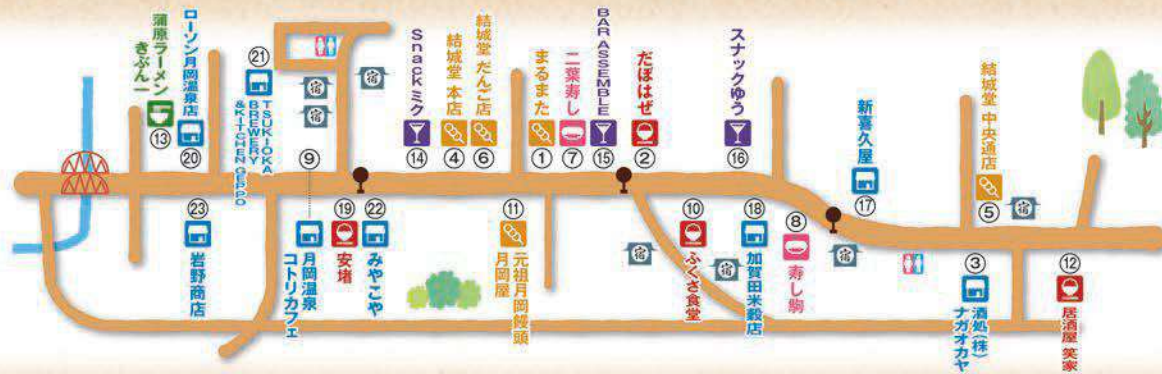 蒲原ラーメン
きぶん一
⑬
ローソン月岡温泉店
⑳
㉑
TSUKIOKA
BREWERY
&KITCHEN GEPPO
宿
宿
宿
Snackミク
⑭
結城堂 本店
④
結城堂 だんご店
⑥
まるまた
①
二葉寿し
⑦
BAR ASSEMBLE
⑮
だぼはぜ
②
スナックゆう
⑯
新喜久屋
⑰
結城堂 中央通店
⑤
宿
㉓
岩野商店
⑨
月岡温泉
コトリカフェ
⑲
安堵
㉒
みやこや
⑪
元祖月岡饅頭
月岡屋
宿
⑩
ふくさ食堂
宿
⑱
加賀田米穀店
⑧
寿し駒
宿
③
酒処(株)
ナガオカヤ
⑫
居酒屋 笑家